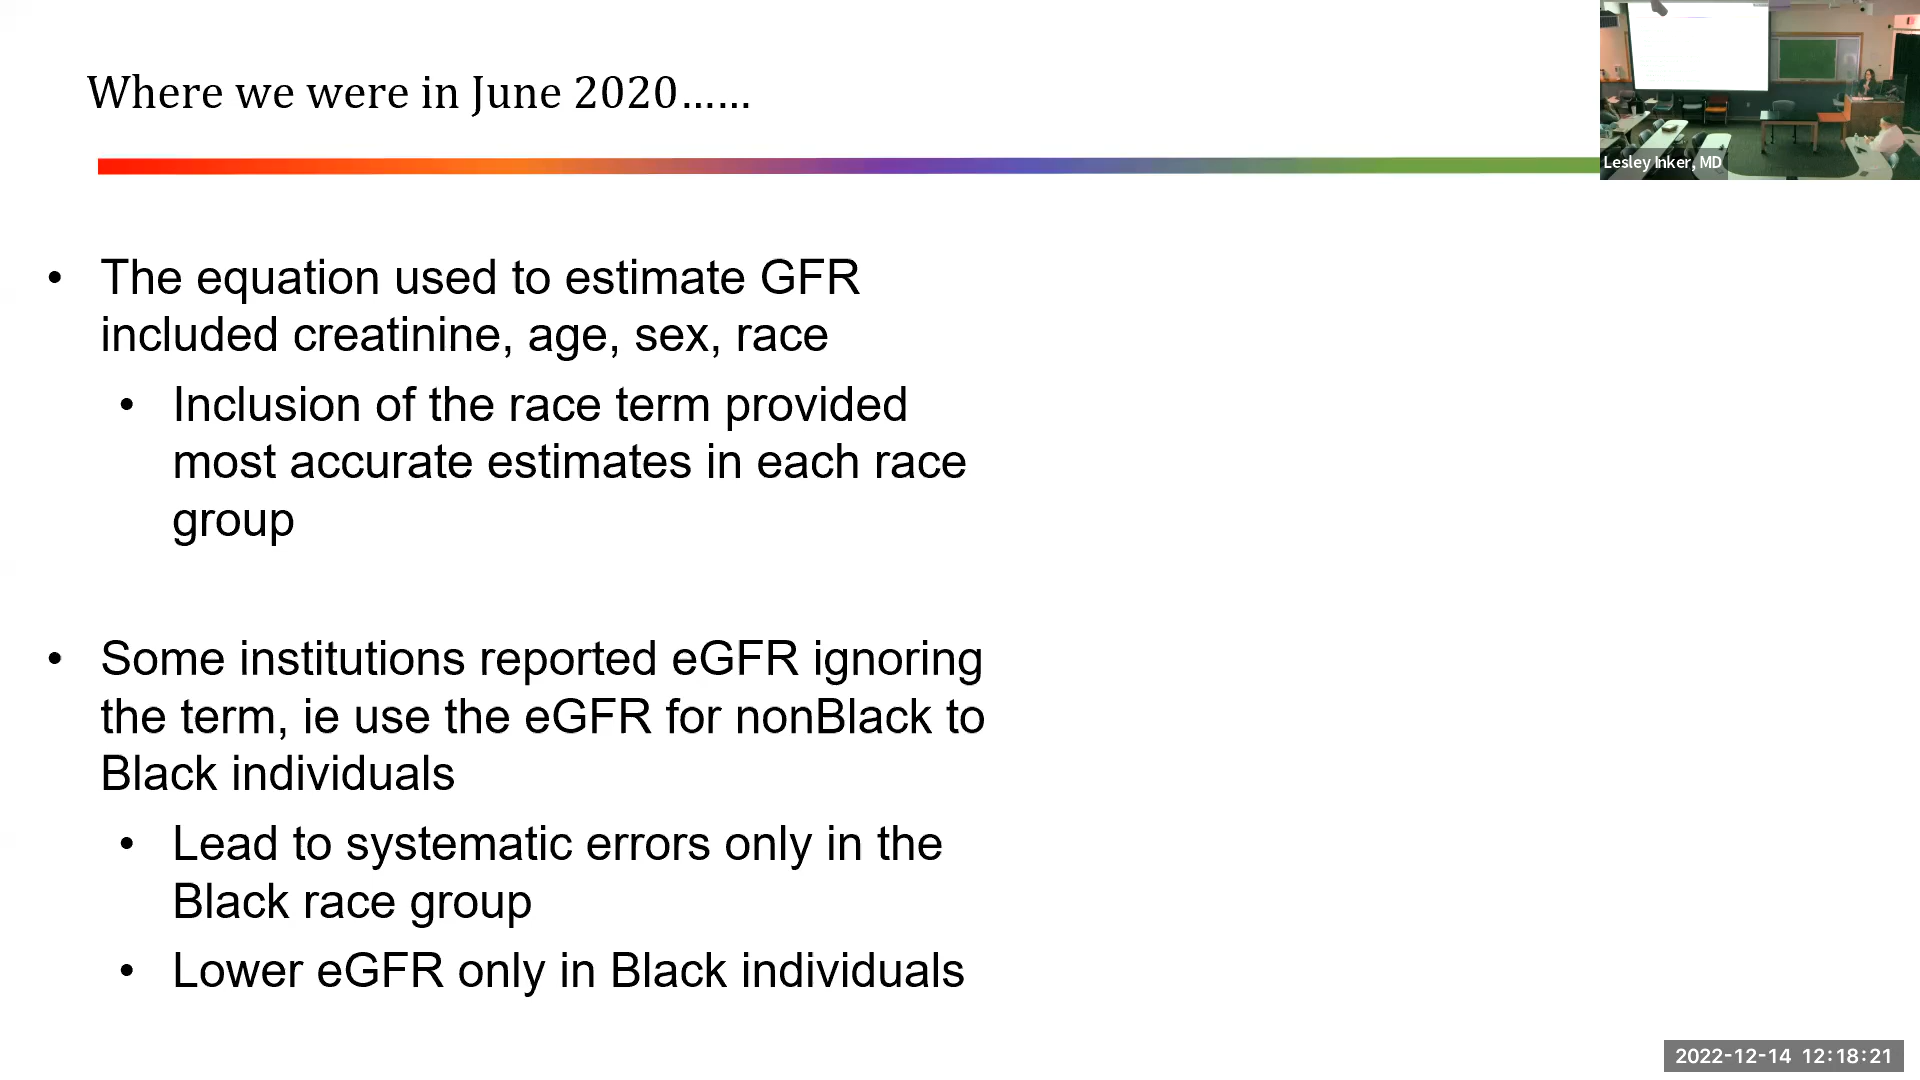 Where we were in June 2020......
Lesley Inker, MD
• The equation used to estimate GFR
included creatinine, age, sex, race
• Inclusion of the race term provided
most accurate estimates in each race
group
• Some institutions reported eGFR ignoring
the term, ie use the eGFR for nonBlack to
Black individuals
• Lead to systematic errors only in the
Black race group
• Lower eGFR only in Black individuals
2022-12-14 12:18:21